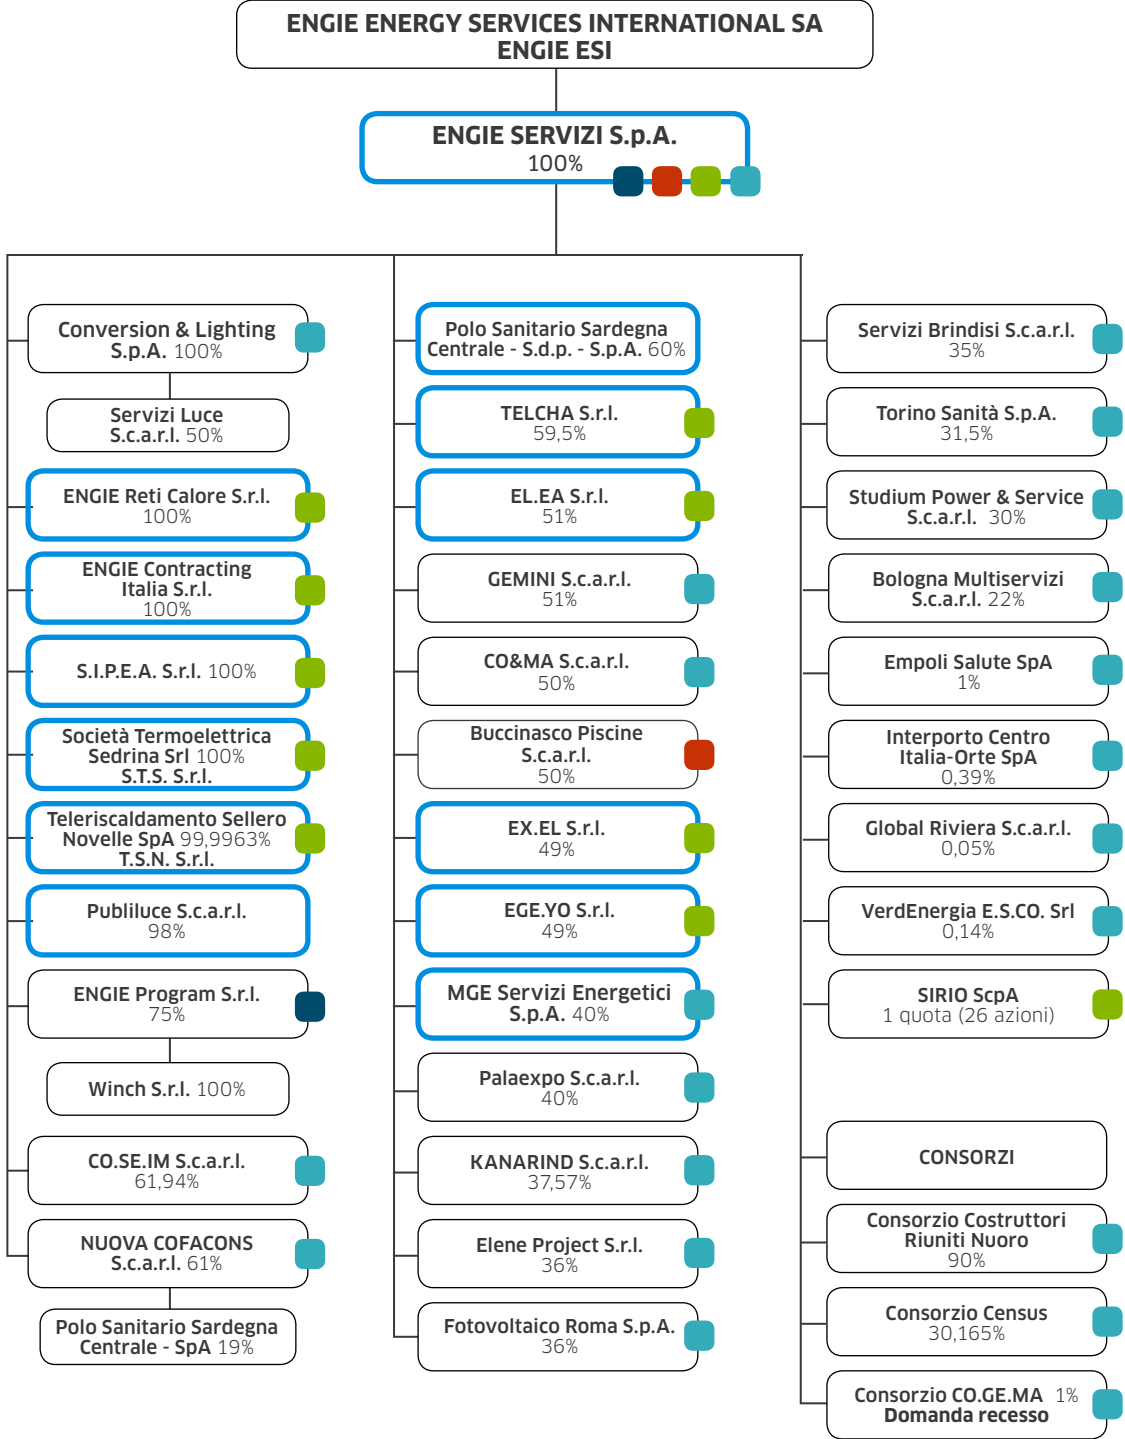 ENGIE ENERGY SERVICES INTERNATIONAL SA
ENGIE ESI
ENGIE SERVIZI S.p.A.
100%
Conversion & Lighting
S.p.A. 100%
Servizi Luce
S.c.a.r.l. 50%
ENGIE Reti Calore S.r.l.
100%
ENGIE Contracting
Italia S.r.l.
100%
S.I.P.E.A. S.r.l. 100%
Società Termoelettrica
Sedrina Srl 100%
S.T.S. S.r.l.
Teleriscaldamento Sellero
Novelle SpA 99,9963%
T.S.N. S.r.l.
Publiluce S.c.a.r.l.
98%
ENGIE Program S.r.l.
75%
Winch S.r.l. 100%
CO.SE.IM S.c.a.r.l.
61,94%
NUOVA COFACONS
S.c.a.r.l. 61%
Polo Sanitario Sardegna
Centrale - SpA 19%
Polo Sanitario Sardegna
Centrale - S.d.p. - S.p.A. 60%
TELCHA S.r.l.
59,5%
EL.EA S.r.l.
51%
GEMINI S.c.a.r.l.
51%
CO&MA S.c.a.r.l.
50%
Buccinasco Piscine
S.c.a.r.l.
50%
EX.EL S.r.l.
49%
EGE.YO S.r.l.
49%
MGE Servizi Energetici
S.p.A. 40%
Palaexpo S.c.a.r.l.
40%
KANARIND S.c.a.r.l.
37,57%
Elene Project S.r.l.
36%
Fotovoltaico Roma S.p.A.
36%
Servizi Brindisi S.c.a.r.l.
35%
Torino Sanità S.p.A.
31,5%
Studium Power & Service
S.c.a.r.l. 30%
Bologna Multiservizi
S.c.a.r.l. 22%
Empoli Salute SpA
1%
Interporto Centro
Italia-Orte SpA
0,39%
Global Riviera S.c.a.r.l.
0,05%
VerdEnergia E.S.CO. Srl
0,14%
SIRIO ScpA
1 quota (26 azioni)
CONSORZI
Consorzio Costruttori
Riuniti Nuoro
90%
Consorzio Census
30,165%
Consorzio CO.GE.MA 1%
Domanda recesso